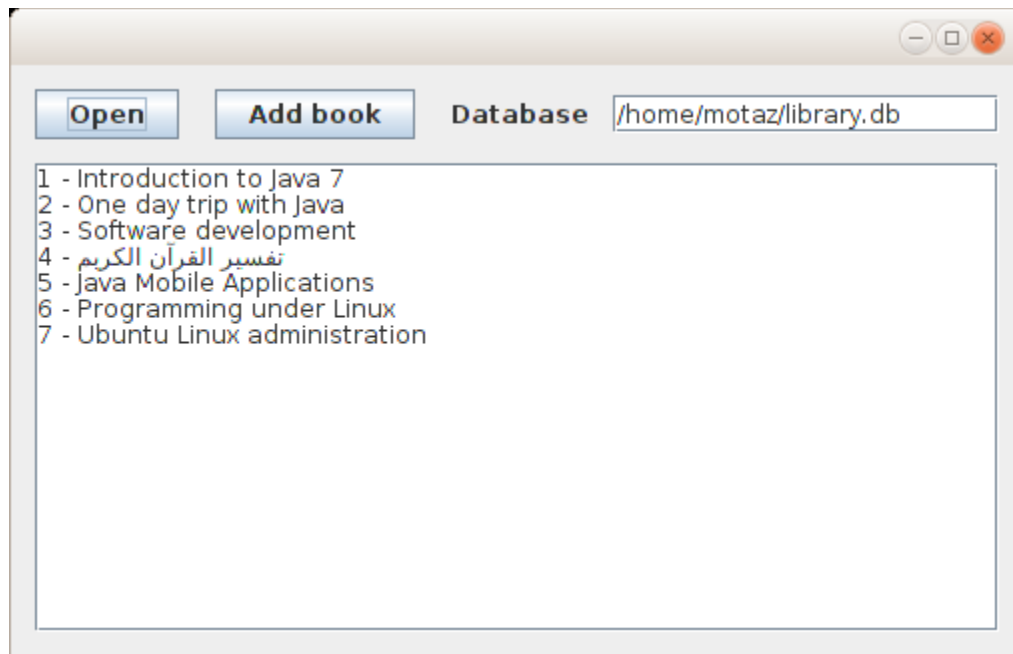 Open Add book Database /home/motaz/library.db
1 - Introduction to Java 7
2 - One day trip with Java
3 - Software development
4 - تفسير القرآن الكريم
5 - Java Mobile Applications
6 - Programming under Linux
7 - Ubuntu Linux administration